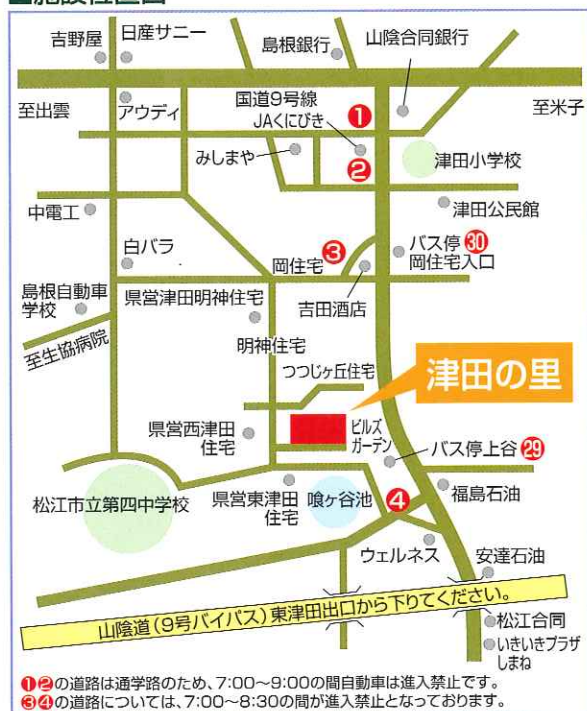 ■施設位置図
吉野屋
日産サニー
島根銀行
山陰合同銀行
至出雲
アウディ
国道9号線
JAくにびき
❶
至米子
みしまや
❷
津田小学校
中電工
津田公民館
白バラ
❸
岡住宅
バス停 ㉚
岡住宅入口
島根自動車
学校
県営津田明神住宅
吉田酒店
至生協病院
明神住宅
つつじヶ丘住宅
津田の里
県営西津田
住宅
ビルズ
ガーデン
バス停上谷 ㉙
松江市立第四中学校
県営東津田
住宅
喰ヶ谷池
❹
福島石油
ウェルネス
安達石油
山陰道(9号バイパス)東津田出口から下りてください。
松江合同
いきいきプラザ
しまね
❶❷の道路は通学路のため、7:00〜9:00の間自動車は進入禁止です。
❸❹の道路については、7:00〜8:30の間が進入禁止となっております。